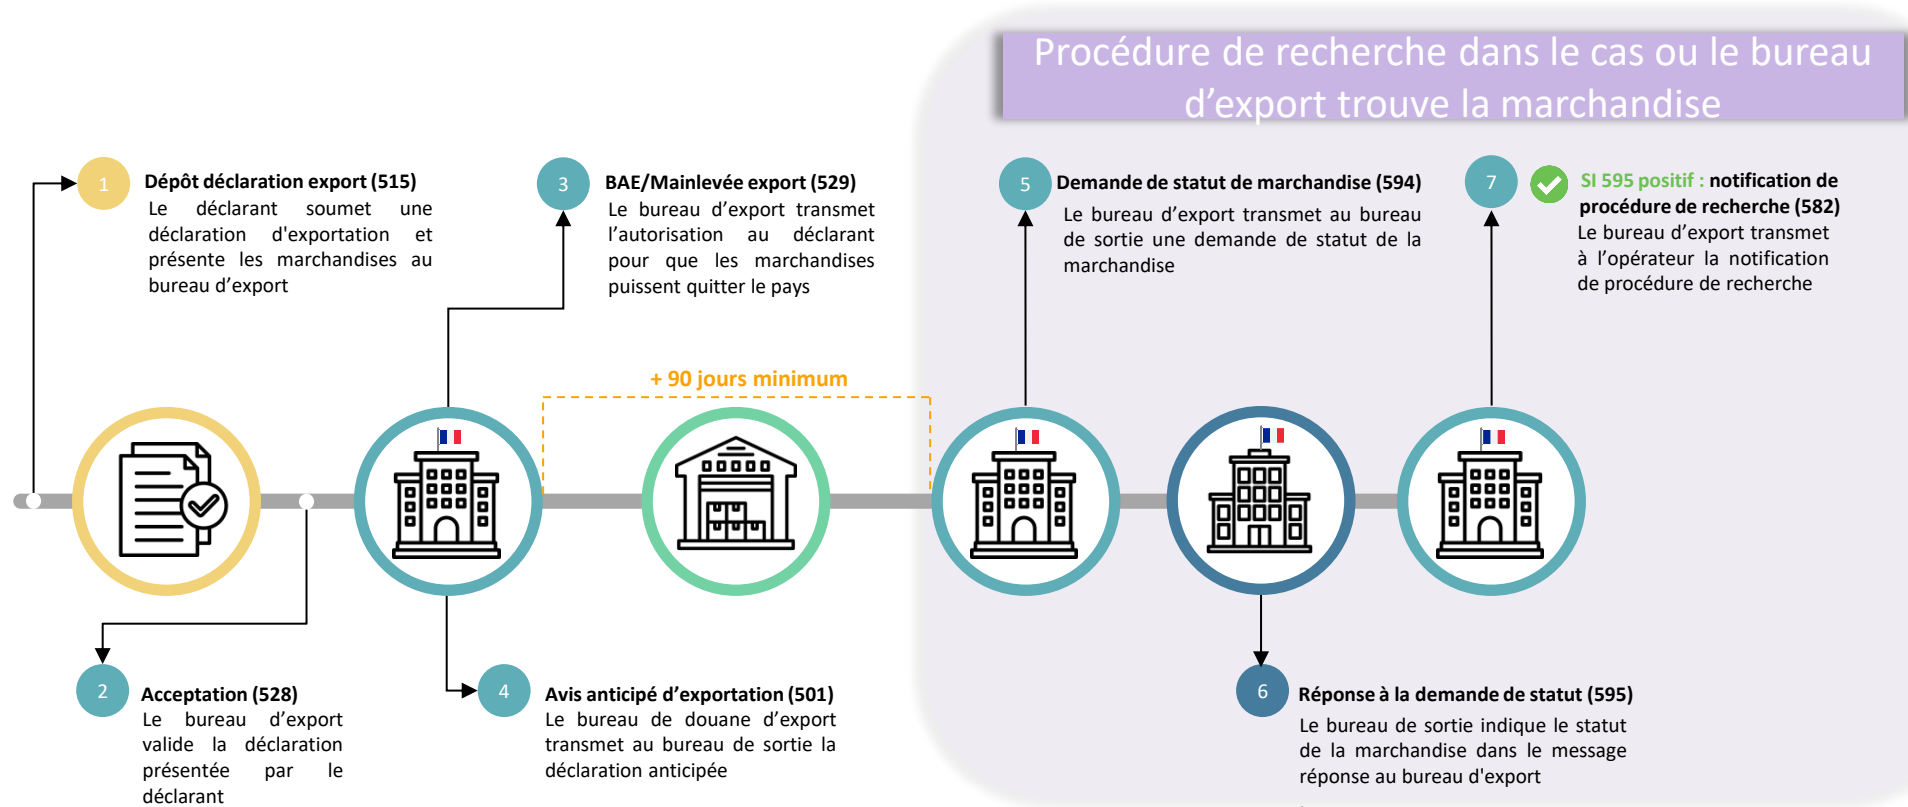 Procédure de recherche dans le cas ou le bureau
d’export trouve la marchandise
1
Dépôt déclaration export (515)
Le déclarant soumet une
déclaration d'exportation et
présente les marchandises au
bureau d’export
3
BAE/Mainlevée export (529)
Le bureau d’export transmet
l’autorisation au déclarant
pour que les marchandises
puissent quitter le pays
5
Demande de statut de marchandise (594)
Le bureau d’export transmet au bureau
de sortie une demande de statut de la
marchandise
7
SI 595 positif : notification de
procédure de recherche (582)
Le bureau d’export transmet
à l’opérateur la notification
de procédure de recherche
+ 90 jours minimum
2
Acceptation (528)
Le bureau d’export
valide la déclaration
présentée par le
déclarant
4
Avis anticipé d’exportation (501)
Le bureau de douane d’export
transmet au bureau de sortie la
déclaration anticipée
6
Réponse à la demande de statut (595)
Le bureau de sortie indique le statut
de la marchandise dans le message
réponse au bureau d'export